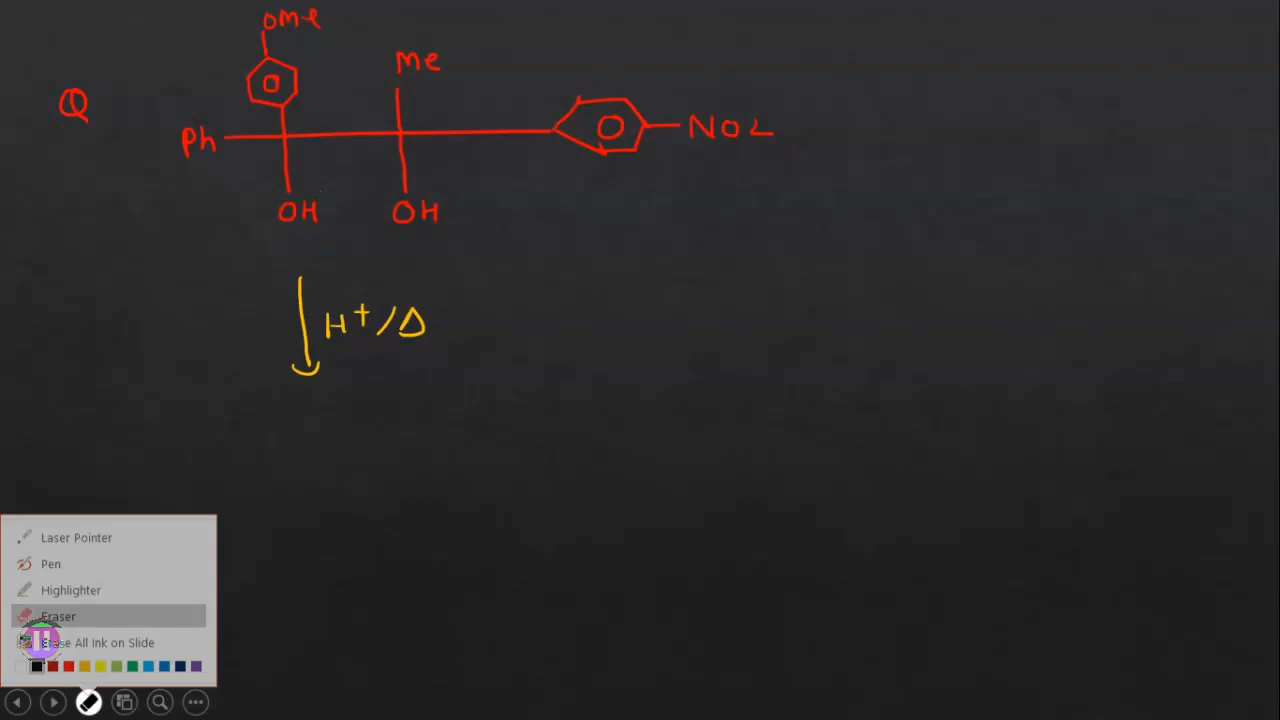 OMe
Me
Q
Ph
NO2
OH OH
H+/Δ
Laser Pointer
Pen
Highlighter
Eraser
Erase All Ink on Slide